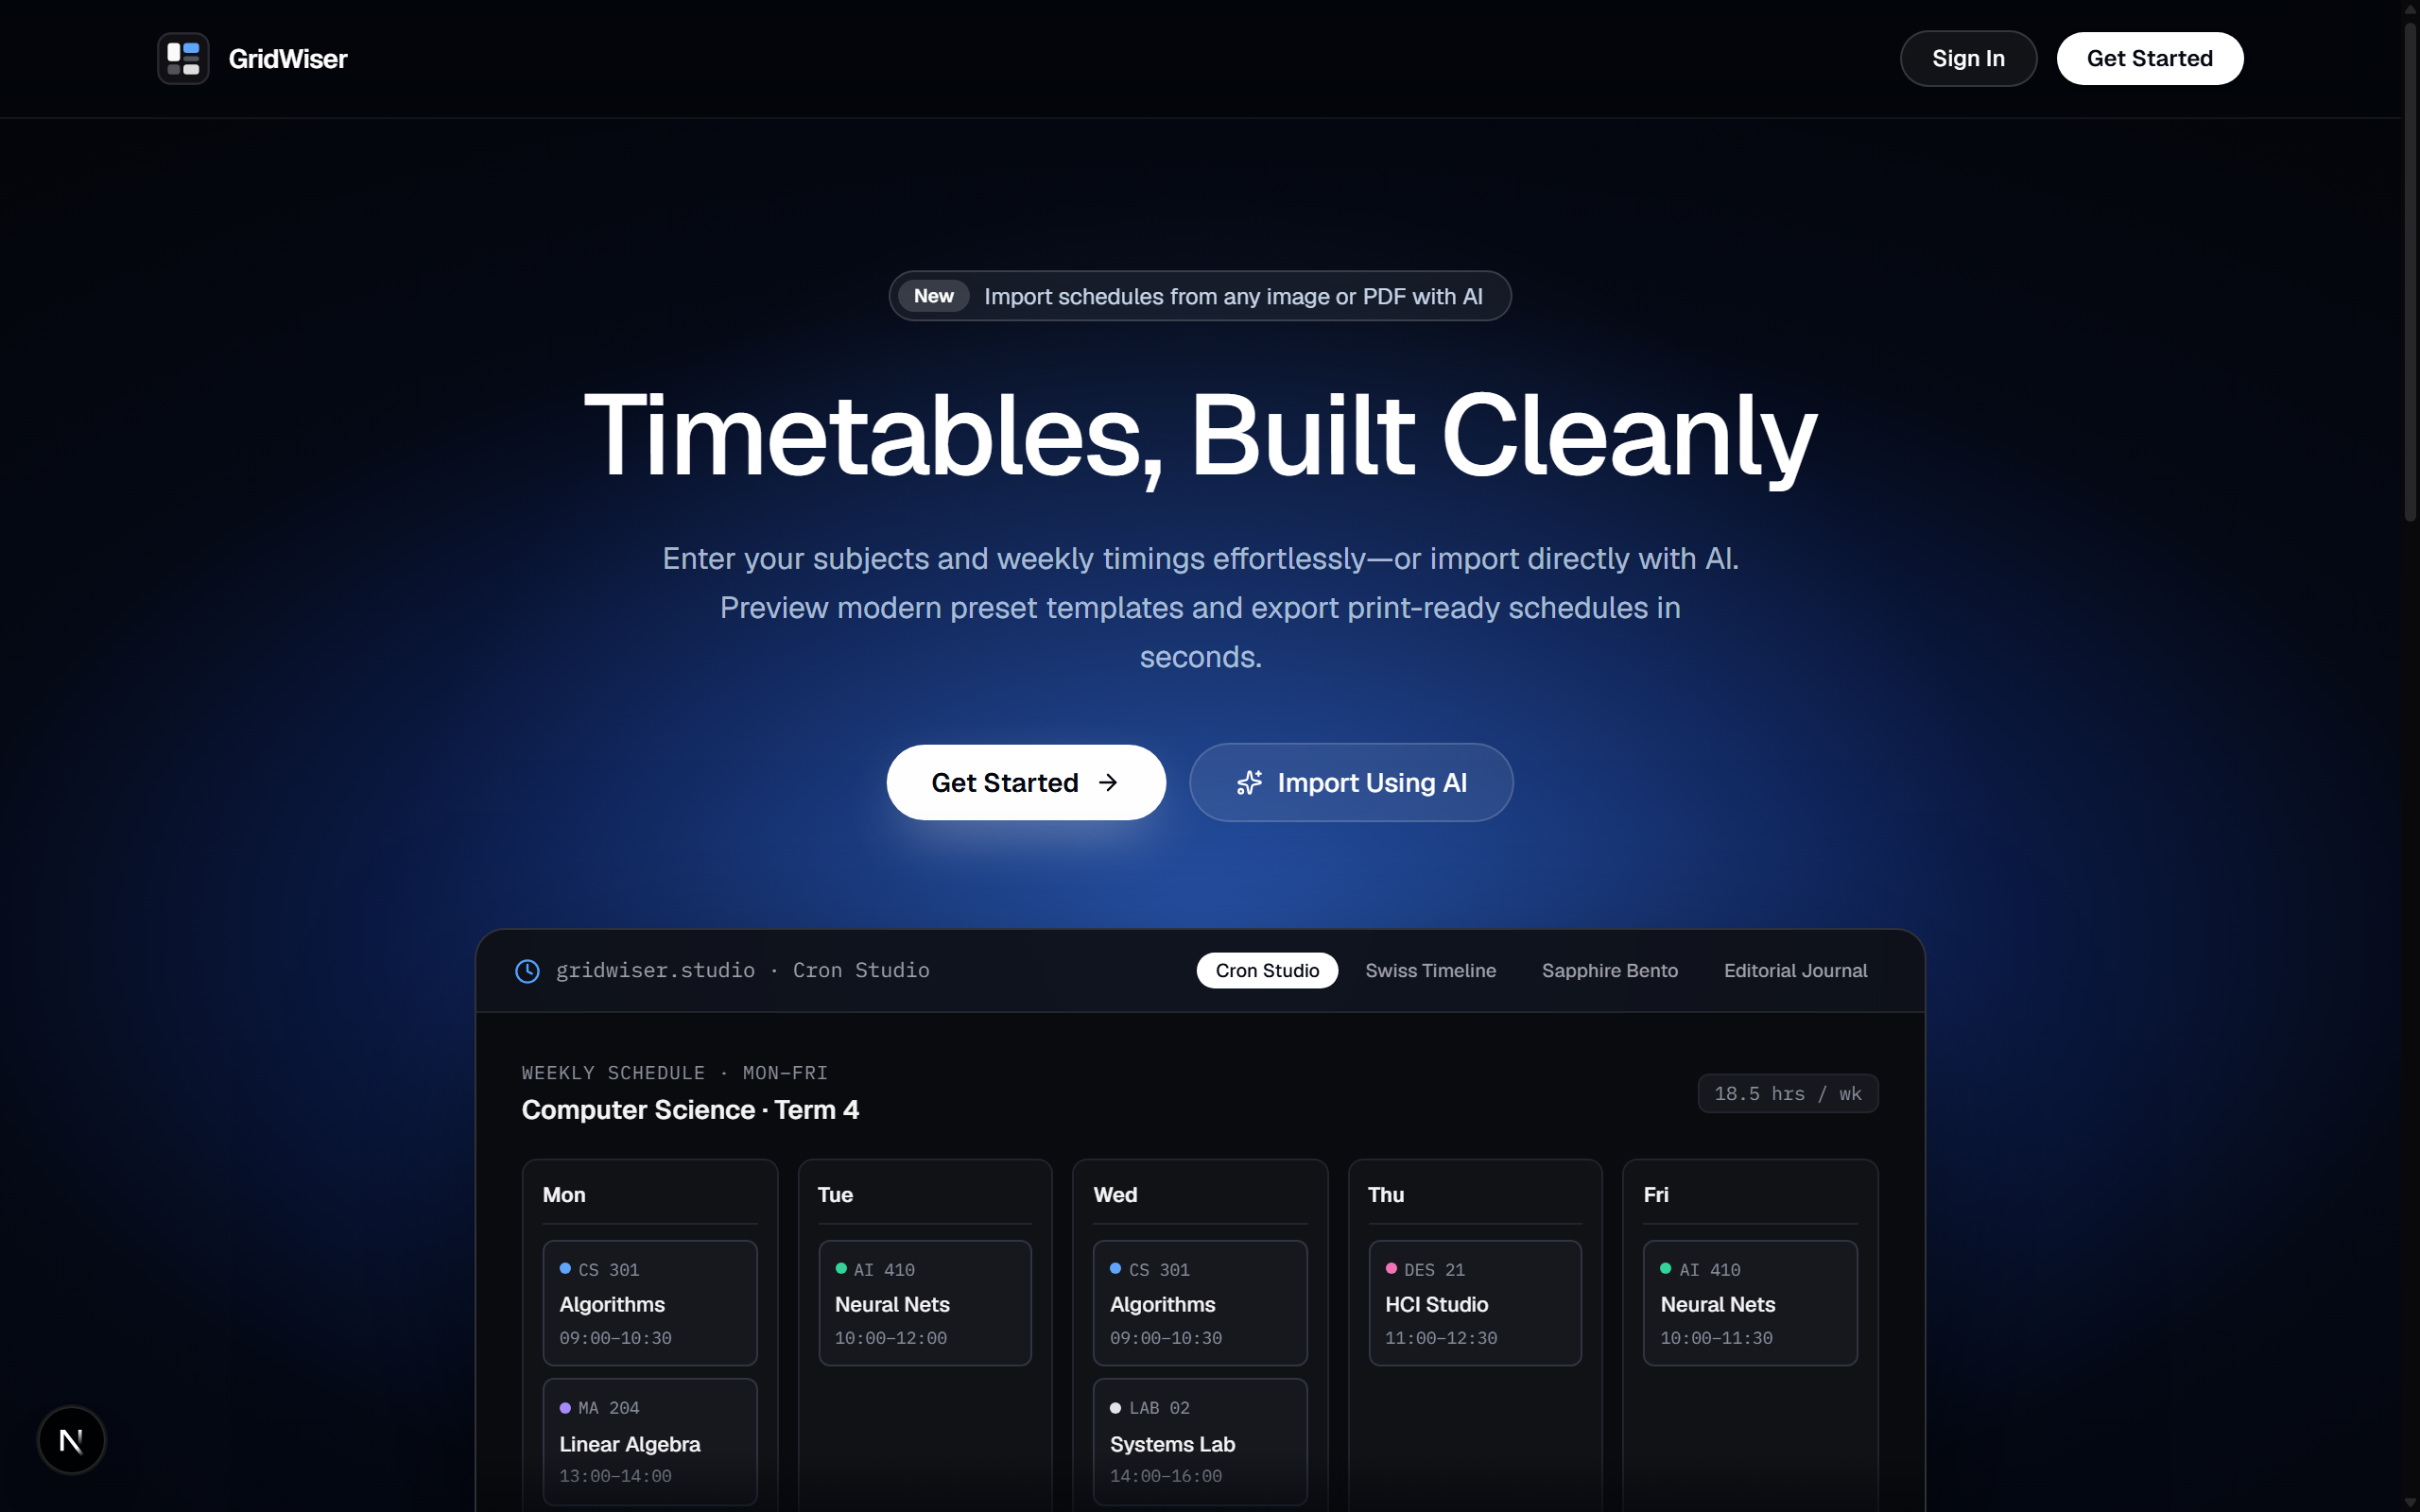 GridWiser
Sign In
Get Started
New Import schedules from any image or PDF with AI
Timetables, Built Cleanly
Enter your subjects and weekly timings effortlessly—or import directly with AI.
Preview modern preset templates and export print-ready schedules in
seconds.
Get Started →
Import Using AI
gridwiser.studio · Cron Studio
Cron Studio
Swiss Timeline
Sapphire Bento
Editorial Journal
WEEKLY SCHEDULE · MON–FRI
Computer Science · Term 4
18.5 hrs / wk
Mon
CS 301
Algorithms
09:00–10:30
MA 204
Linear Algebra
13:00–14:00
Tue
AI 410
Neural Nets
10:00–12:00
Wed
CS 301
Algorithms
09:00–10:30
LAB 02
Systems Lab
14:00–16:00
Thu
DES 21
HCI Studio
11:00–12:30
Fri
AI 410
Neural Nets
10:00–11:30
N